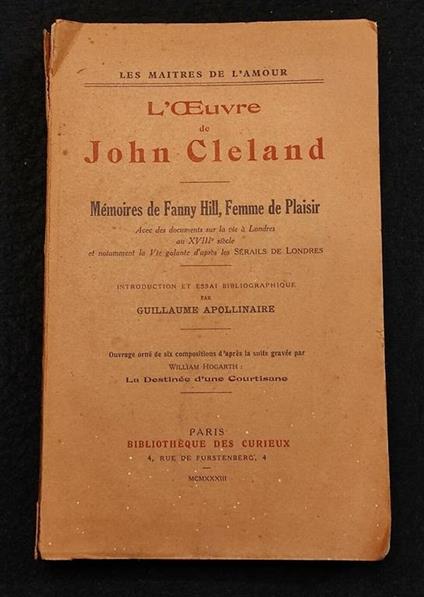 LES MAITRES DE L'AMOUR
L'Œuvre
de
John Cleland
Mémoires de Fanny Hill, Femme de Plaisir
Avec des documents sur la vie à Londres
au XVIIIe siècle
et notamment la Vie galante d'après les SÉRAILS DE LONDRES
INTRODUCTION ET ESSAI BIBLIOGRAPHIQUE
PAR
GUILLAUME APOLLINAIRE
Ouvrage orné de six compositions d'après la suite gravée par
WILLIAM HOGARTH :
La Destinée d'une Courtisane
PARIS
BIBLIOTHÈQUE DES CURIEUX
4, RUE DE FURSTENBERG, 4
MCMXXXIII